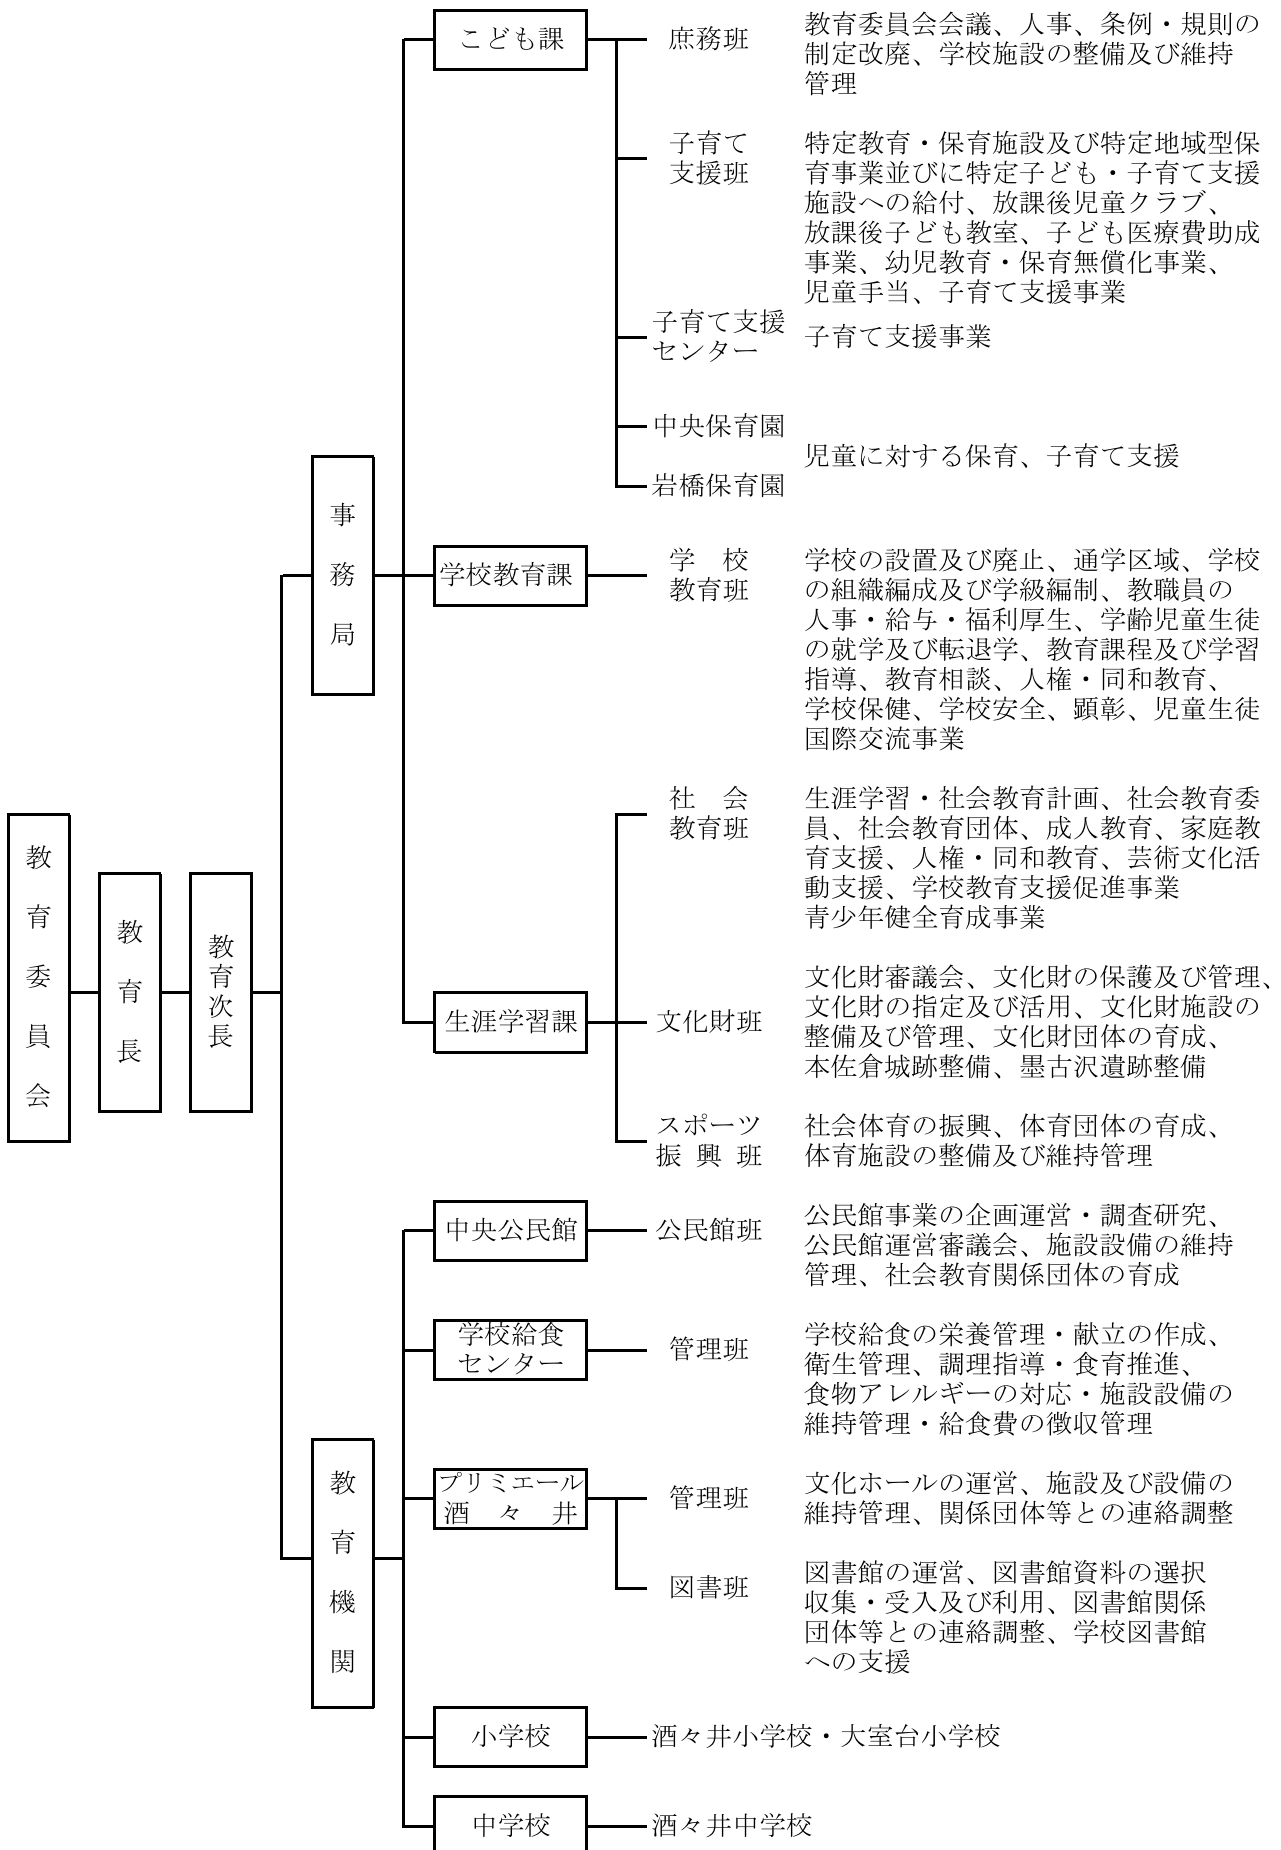 教育委員会
教育長
教育次長
事務局
こども課
庶務班
教育委員会会議、人事、条例・規則の
制定改廃、学校施設の整備及び維持
管理
子育て
支援班
特定教育・保育施設及び特定地域型保
育事業並びに特定子ども・子育て支援
施設への給付、放課後児童クラブ、
放課後子ども教室、子ども医療費助成
事業、幼児教育・保育無償化事業、
児童手当、子育て支援事業
子育て支援
センター
子育て支援事業
中央保育園
岩橋保育園
児童に対する保育、子育て支援
学校教育課
学　校
教育班
学校の設置及び廃止、通学区域、学校
の組織編成及び学級編制、教職員の
人事・給与・福利厚生、学齢児童生徒
の就学及び転退学、教育課程及び学習
指導、教育相談、人権・同和教育、
学校保健、学校安全、顕彰、児童生徒
国際交流事業
生涯学習課
社　会
教育班
生涯学習・社会教育計画、社会教育委
員、社会教育団体、成人教育、家庭教
育支援、人権・同和教育、芸術文化活
動支援、学校教育支援促進事業
青少年健全育成事業
文化財班
文化財審議会、文化財の保護及び管理、
文化財の指定及び活用、文化財施設の
整備及び管理、文化財団体の育成、
本佐倉城跡整備、墨古沢遺跡整備
スポーツ
振 興 班
社会体育の振興、体育団体の育成、
体育施設の整備及び維持管理
教育機関
中央公民館
公民館班
公民館事業の企画運営・調査研究、
公民館運営審議会、施設設備の維持
管理、社会教育関係団体の育成
学校給食
センター
管理班
学校給食の栄養管理・献立の作成、
衛生管理、調理指導・食育推進、
食物アレルギーの対応・施設設備の
維持管理・給食費の徴収管理
プリミエール
酒　々　井
管理班
文化ホールの運営、施設及び設備の
維持管理、関係団体等との連絡調整
図書班
図書館の運営、図書館資料の選択
収集・受入及び利用、図書館関係
団体等との連絡調整、学校図書館
への支援
小学校
酒々井小学校・大室台小学校
中学校
酒々井中学校